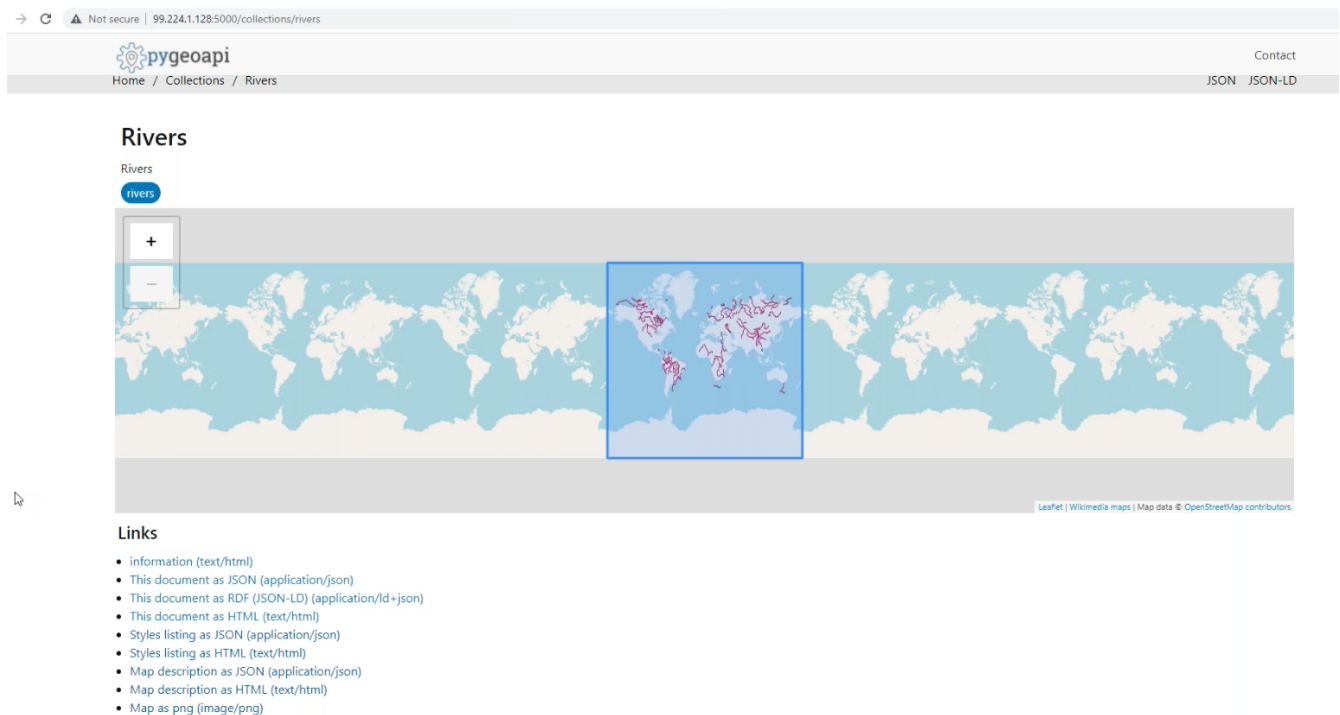 Not secure | 99.224.1.128:5000/collections/rivers
pygeoapi
Contact
Home / Collections / Rivers
JSON JSON-LD
Rivers
Rivers
rivers
+
−
Leaflet | Wikimedia maps | Map data © OpenStreetMap contributors
Links
• information (text/html)
• This document as JSON (application/json)
• This document as RDF (JSON-LD) (application/ld+json)
• This document as HTML (text/html)
• Styles listing as JSON (application/json)
• Styles listing as HTML (text/html)
• Map description as JSON (application/json)
• Map description as HTML (text/html)
• Map as png (image/png)